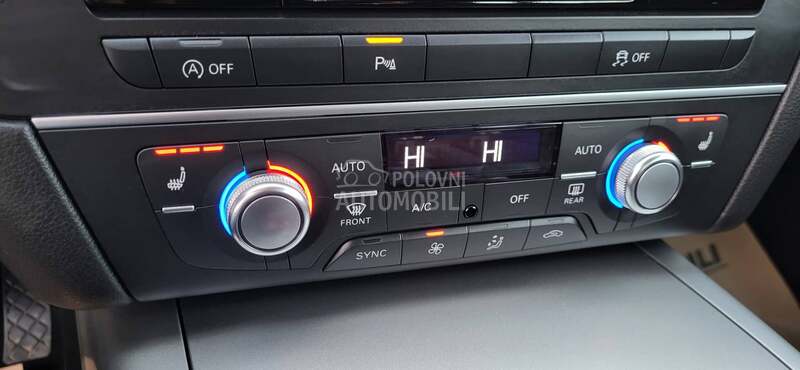 OFF P OFF
HI HI
AUTO AUTO
POLOVNI
AUTOMOBILI
FRONT A/C OFF REAR
SYNC